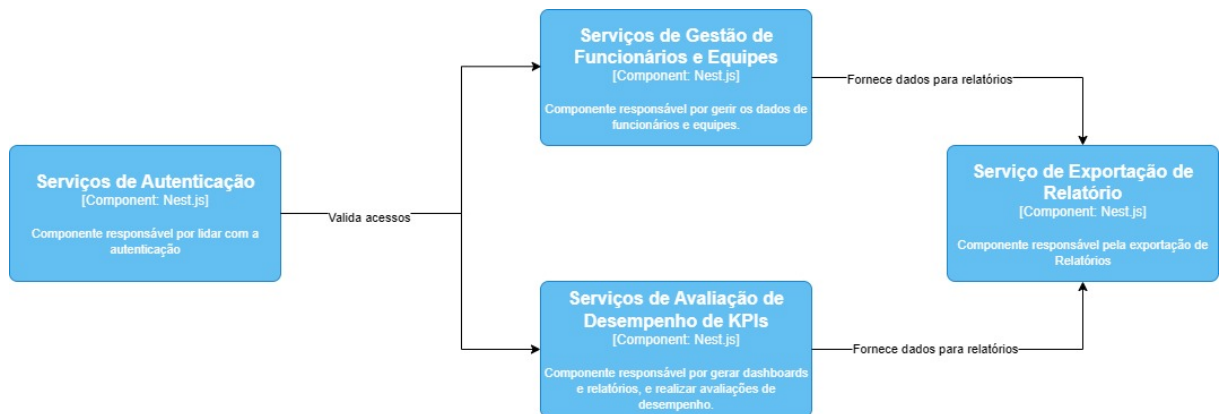 Serviços de Autenticação
[Component: Nest.js]
Componente responsável por lidar com a
autenticação
Valida acessos
Serviços de Gestão de
Funcionários e Equipes
[Component: Nest.js]
Componente responsável por gerir os dados de
funcionários e equipes.
Fornece dados para relatórios
Serviços de Avaliação de
Desempenho de KPIs
[Component: Nest.js]
Componente responsável por gerar dashboards
e relatórios, e realizar avaliações de
desempenho.
Fornece dados para relatórios
Serviço de Exportação de
Relatório
[Component: Nest.js]
Componente responsável pela exportação de
Relatórios